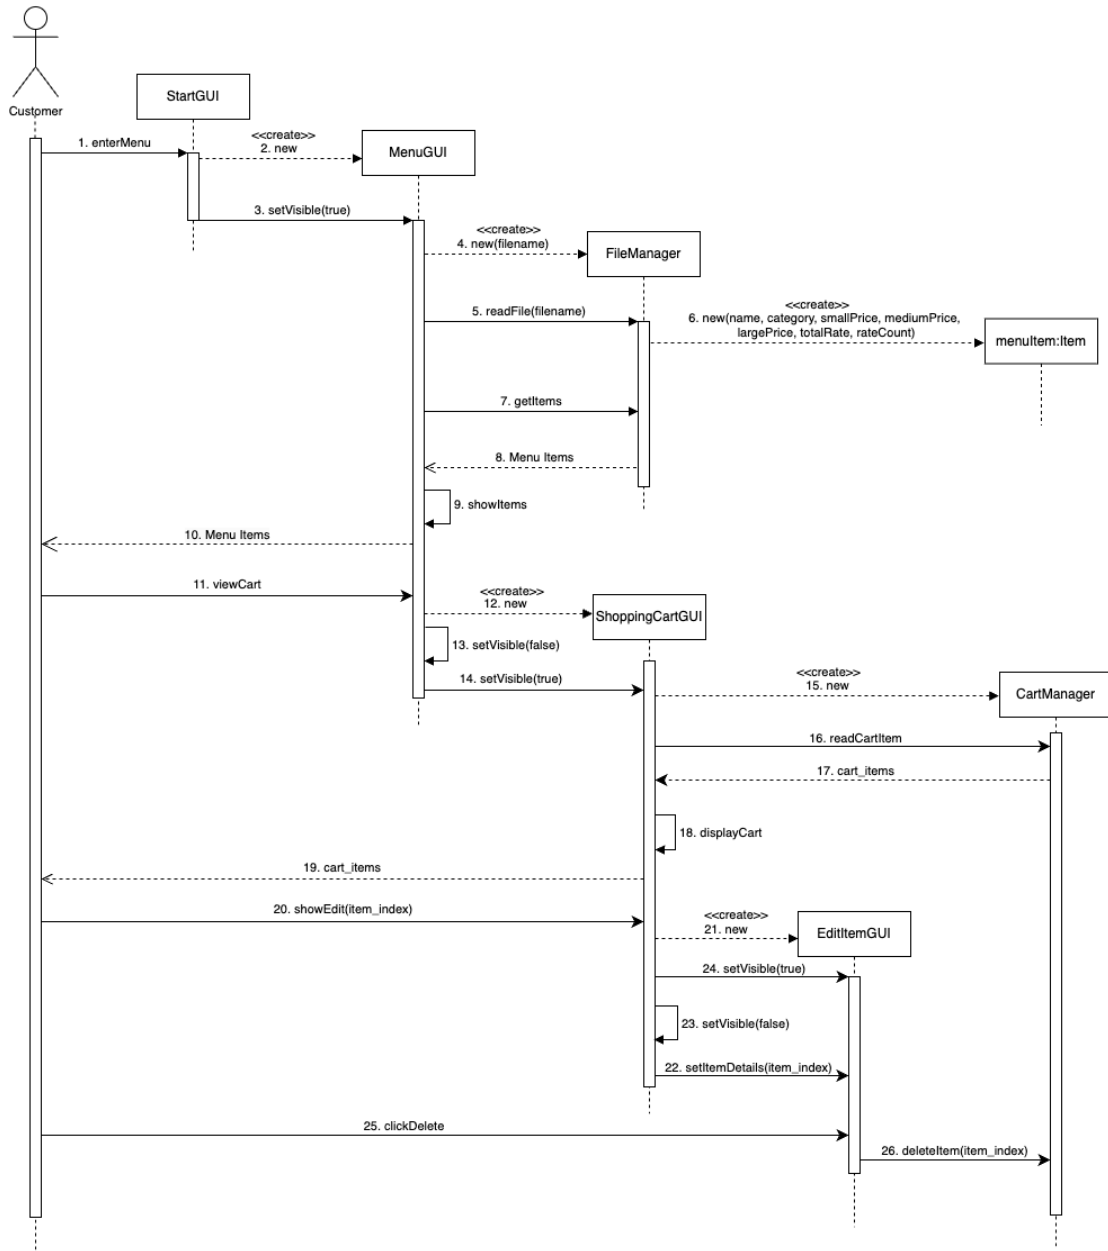 Customer
StartGUI
1. enterMenu
<<create>>
2. new
MenuGUI
3. setVisible(true)
<<create>>
4. new(filename)
FileManager
5. readFile(filename)
<<create>>
6. new(name, category, smallPrice, mediumPrice,
largePrice, totalRate, rateCount)
menuItem:Item
7. getItems
8. Menu Items
9. showItems
10. Menu Items
11. viewCart
<<create>>
12. new
ShoppingCartGUI
13. setVisible(false)
14. setVisible(true)
<<create>>
15. new
CartManager
16. readCartItem
17. cart_items
18. displayCart
19. cart_items
20. showEdit(item_index)
<<create>>
21. new
EditItemGUI
24. setVisible(true)
23. setVisible(false)
22. setItemDetails(item_index)
25. clickDelete
26. deleteItem(item_index)